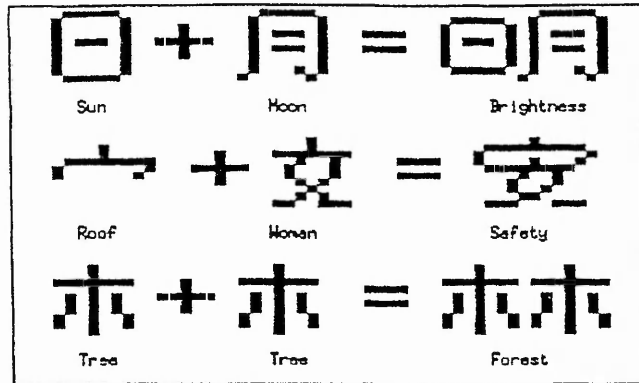 日 + 月 = 明
Sun Moon Brightness
宀 + 女 = 安
Roof Woman Safety
木 + 木 = 林
Tree Tree Forest